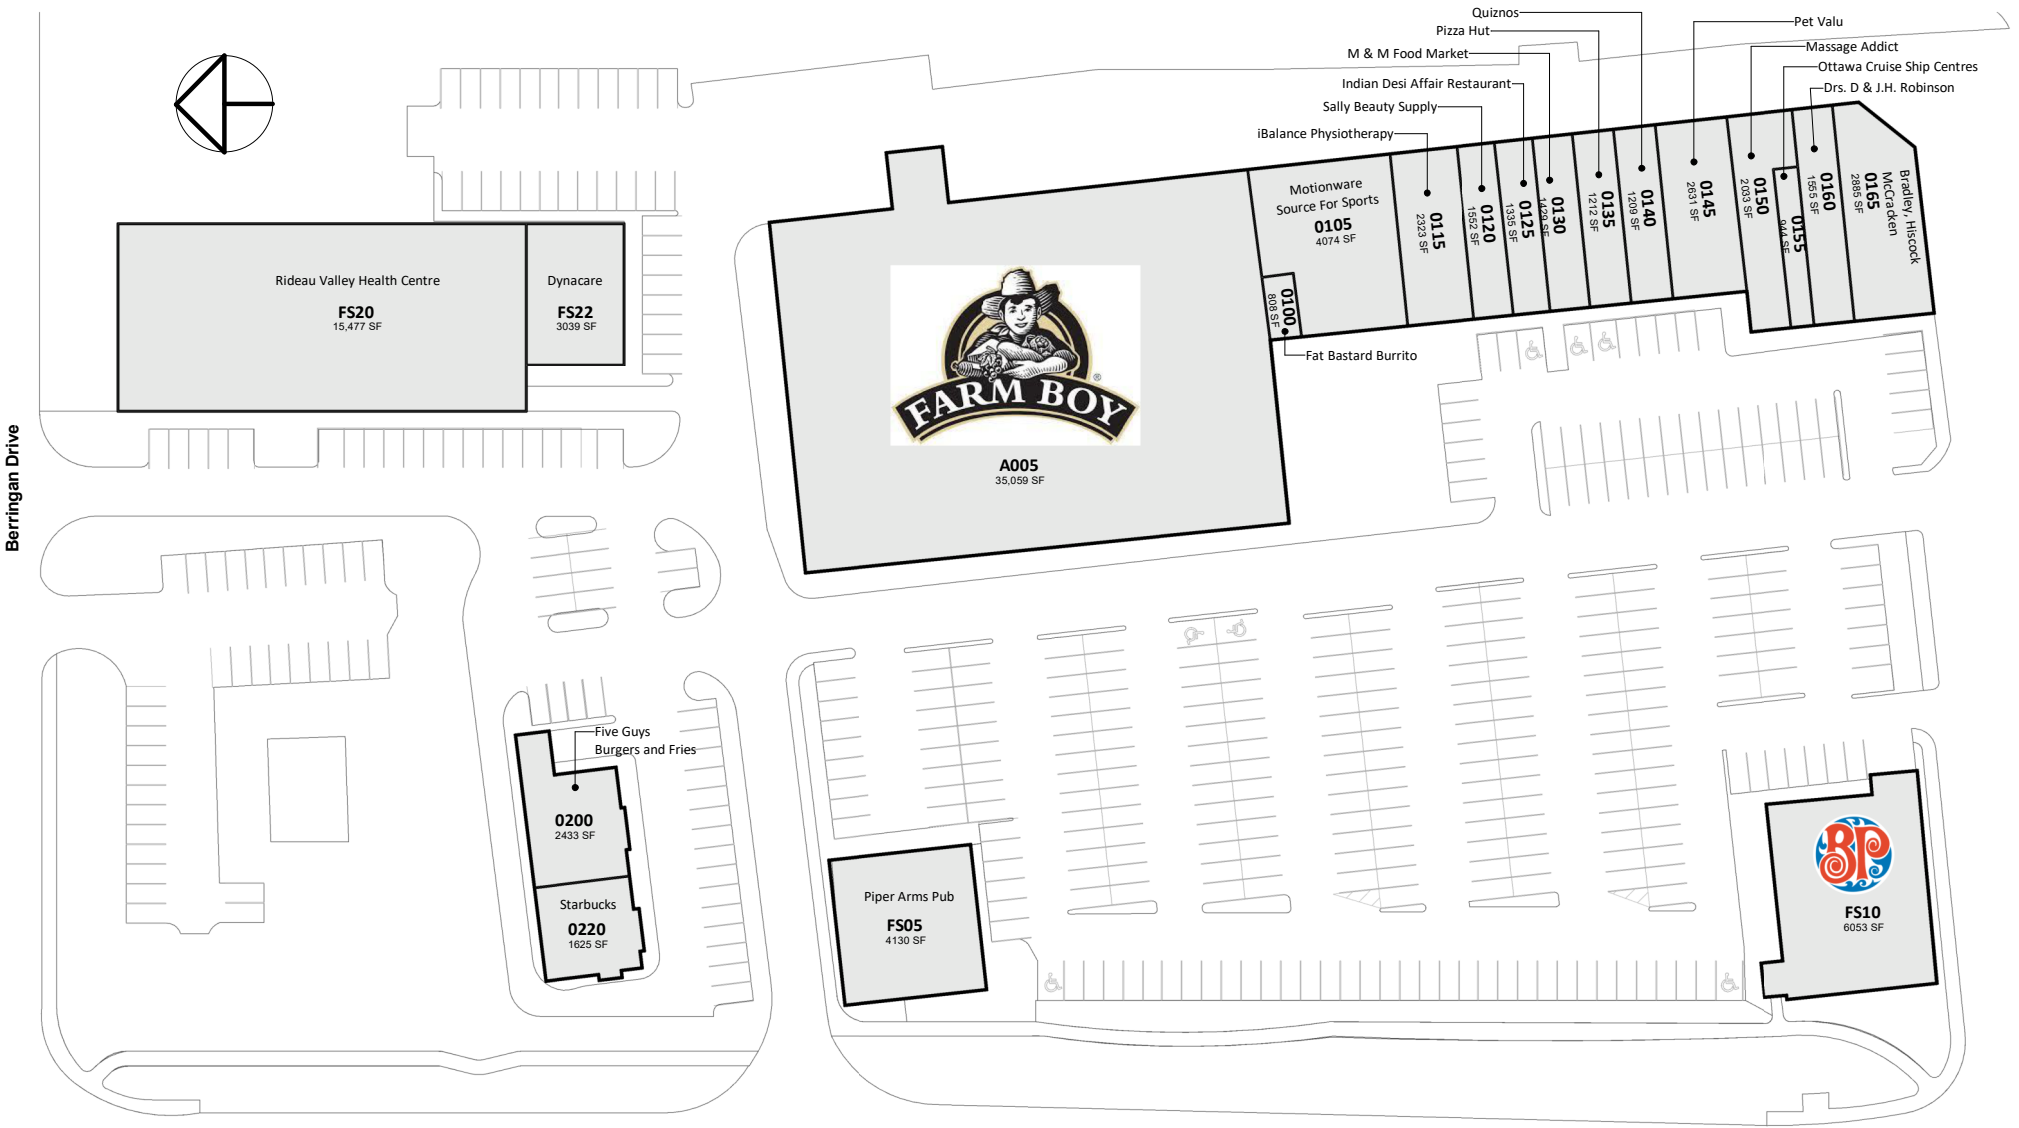 Quiznos
Pizza Hut
M & M Food Market
Indian Desi Affair Restaurant
Sally Beauty Supply
iBalance Physiotherapy
Pet Valu
Massage Addict
Ottawa Cruise Ship Centres
Drs. D & J.H. Robinson
Motionware
Source For Sports
0105
4074 SF
0115
2323 SF
0120
1552 SF
0125
1335 SF
0130
1429 SF
0135
1212 SF
0140
1209 SF
0145
2631 SF
0150
2033 SF
0155
944 SF
0160
1555 SF
Bradley, Hiscock
McCracken
0165
2885 SF
0100
808 SF
Fat Bastard Burrito
Rideau Valley Health Centre
FS20
15,477 SF
Dynacare
FS22
3039 SF
FARM BOY
®
A005
35,059 SF
Berringan Drive
Five Guys
Burgers and Fries
0200
2433 SF
Starbucks
0220
1625 SF
Piper Arms Pub
FS05
4130 SF
BP
FS10
6053 SF